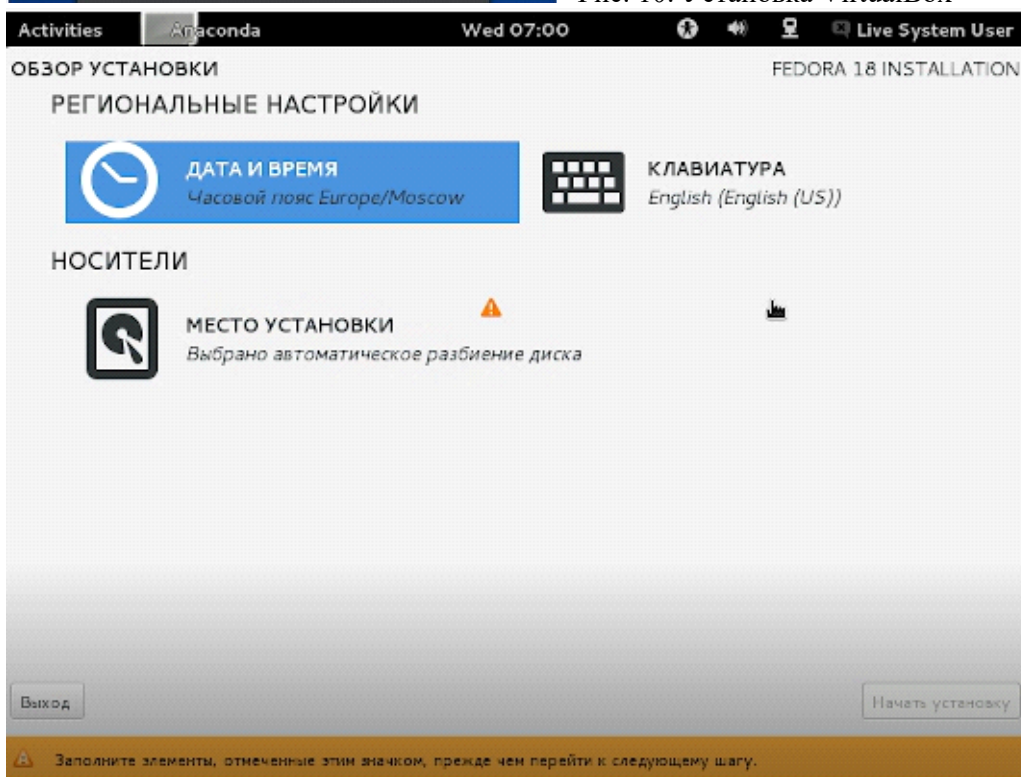 Рис. 10. Установка VirtualBox
Activities Anaconda Wed 07:00 Live System User
ОБЗОР УСТАНОВКИ FEDORA 18 INSTALLATION
РЕГИОНАЛЬНЫЕ НАСТРОЙКИ
ДАТА И ВРЕМЯ КЛАВИАТУРА
Часовой пояс Europe/Moscow English (English (US))
НОСИТЕЛИ
МЕСТО УСТАНОВКИ
Выбрано автоматическое разбиение диска
Выход Начать установку
Заполните элементы, отмеченные этим значком, прежде чем перейти к следующему шагу.